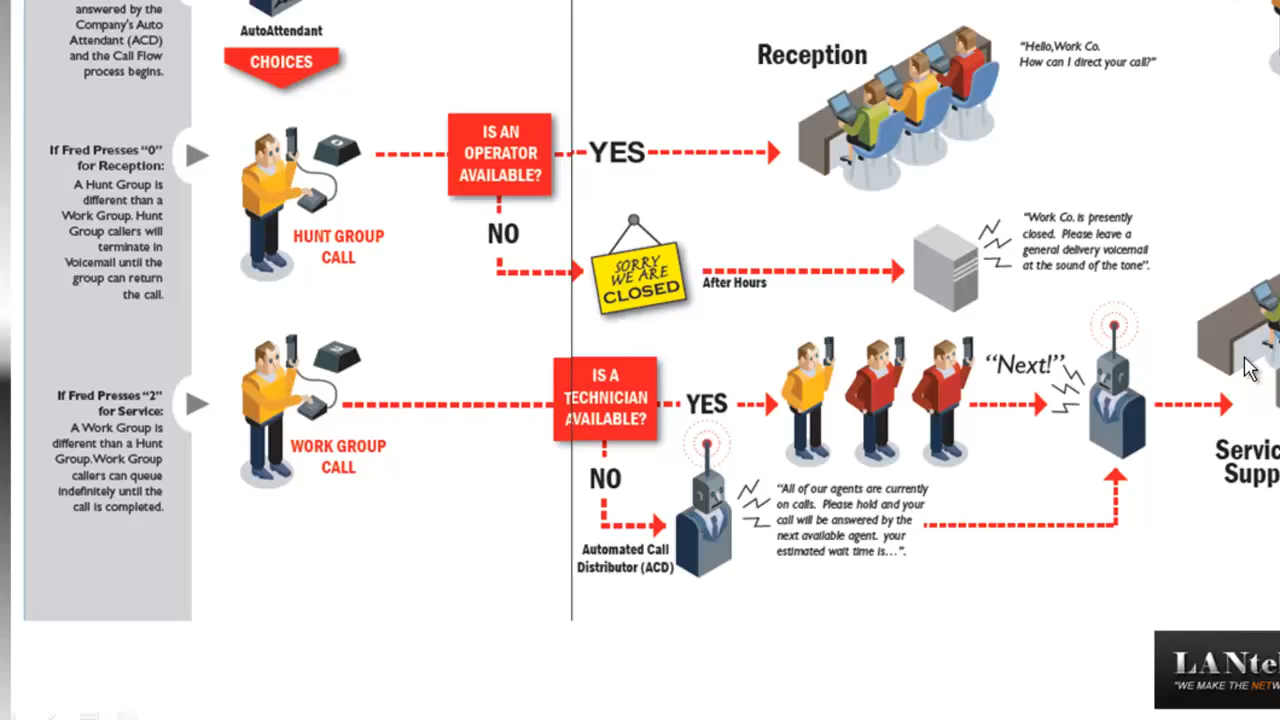 answered by the
Company's Auto
Attendant (ACD)
and the Call Flow
process begins.
AutoAttendant
CHOICES
Reception
"Hello,Work Co.
How can I direct your call?"
If Fred Presses "0"
for Reception:
A Hunt Group is
different than a
Work Group. Hunt
Group callers will
terminate in
Voicemail until the
group can return
the call.
0
HUNT GROUP
CALL
IS AN
OPERATOR
AVAILABLE?
YES
NO
SORRY
WE ARE
CLOSED
After Hours
"Work Co. is presently
closed. Please leave a
general delivery voicemail
at the sound of the tone".
If Fred Presses "2"
for Service:
A Work Group is
different than a Hunt
Group.Work Group
callers can queue
indefinitely until the
call is completed.
2
WORK GROUP
CALL
IS A
TECHNICIAN
AVAILABLE?
YES
"Next!"
NO
Automated Call
Distributor (ACD)
"All of our agents are currently
on calls. Please hold and your
call will be answered by the
next available agent. your
estimated wait time is...".
Servic
Supp
LANte
"WE MAKE THE NETW